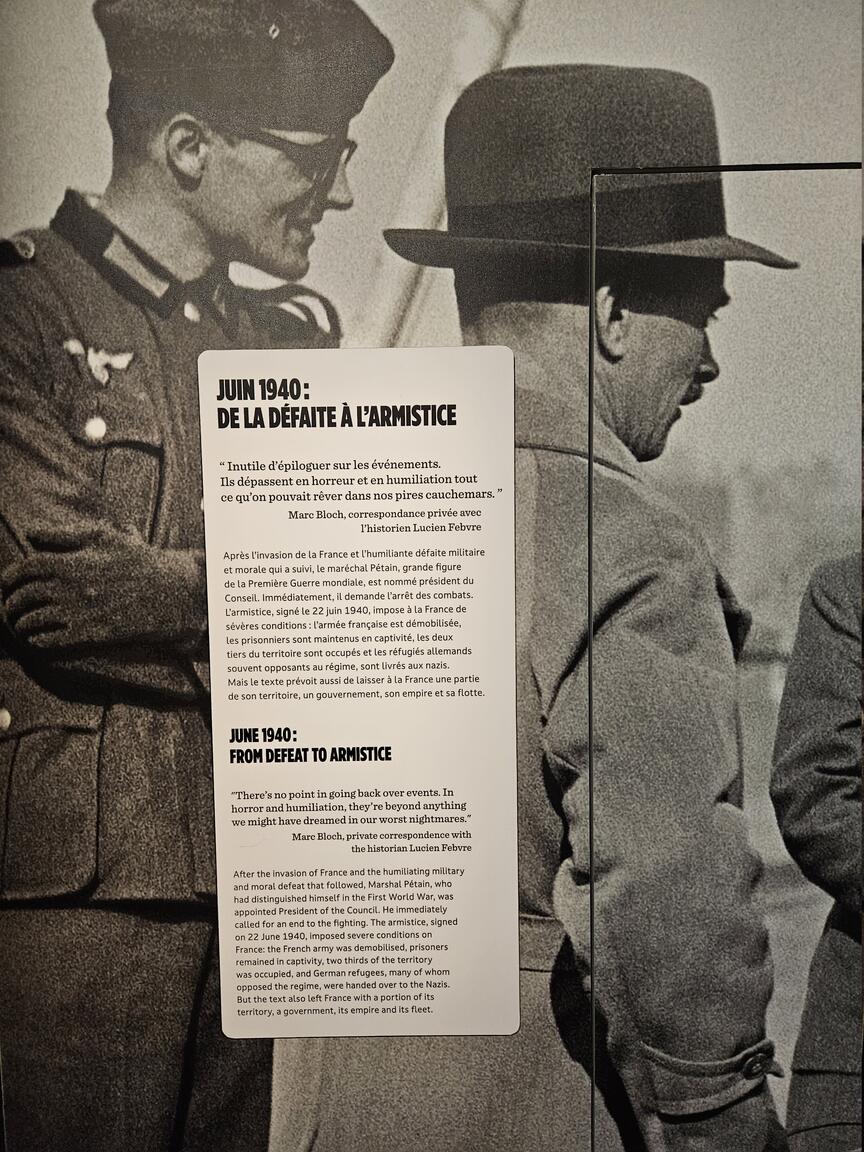 JUIN 1940 :
DE LA DÉFAITE À L'ARMISTICE
“ Inutile d'épiloguer sur les événements.
Ils dépassent en horreur et en humiliation tout
ce qu'on pouvait rêver dans nos pires cauchemars. ”
Marc Bloch, correspondance privée avec
l'historien Lucien Febvre
Après l'invasion de la France et l'humiliante défaite militaire
et morale qui a suivi, le maréchal Pétain, grande figure
de la Première Guerre mondiale, est nommé président du
Conseil. Immédiatement, il demande l'arrêt des combats.
L'armistice, signé le 22 juin 1940, impose à la France de
sévères conditions : l'armée française est démobilisée,
les prisonniers sont maintenus en captivité, les deux
tiers du territoire sont occupés et les réfugiés allemands
souvent opposants au régime, sont livrés aux nazis.
Mais le texte prévoit aussi de laisser à la France une partie
de son territoire, un gouvernement, son empire et sa flotte.
JUNE 1940 :
FROM DEFEAT TO ARMISTICE
"There's no point in going back over events. In
horror and humiliation, they're beyond anything
we might have dreamed in our worst nightmares."
Marc Bloch, private correspondence with
the historian Lucien Febvre
After the invasion of France and the humiliating military
and moral defeat that followed, Marshal Pétain, who
had distinguished himself in the First World War, was
appointed President of the Council. He immediately
called for an end to the fighting. The armistice, signed
on 22 June 1940, imposed severe conditions on
France: the French army was demobilised, prisoners
remained in captivity, two thirds of the territory
was occupied, and German refugees, many of whom
opposed the regime, were handed over to the Nazis.
But the text also left France with a portion of its
territory, a government, its empire and its fleet.